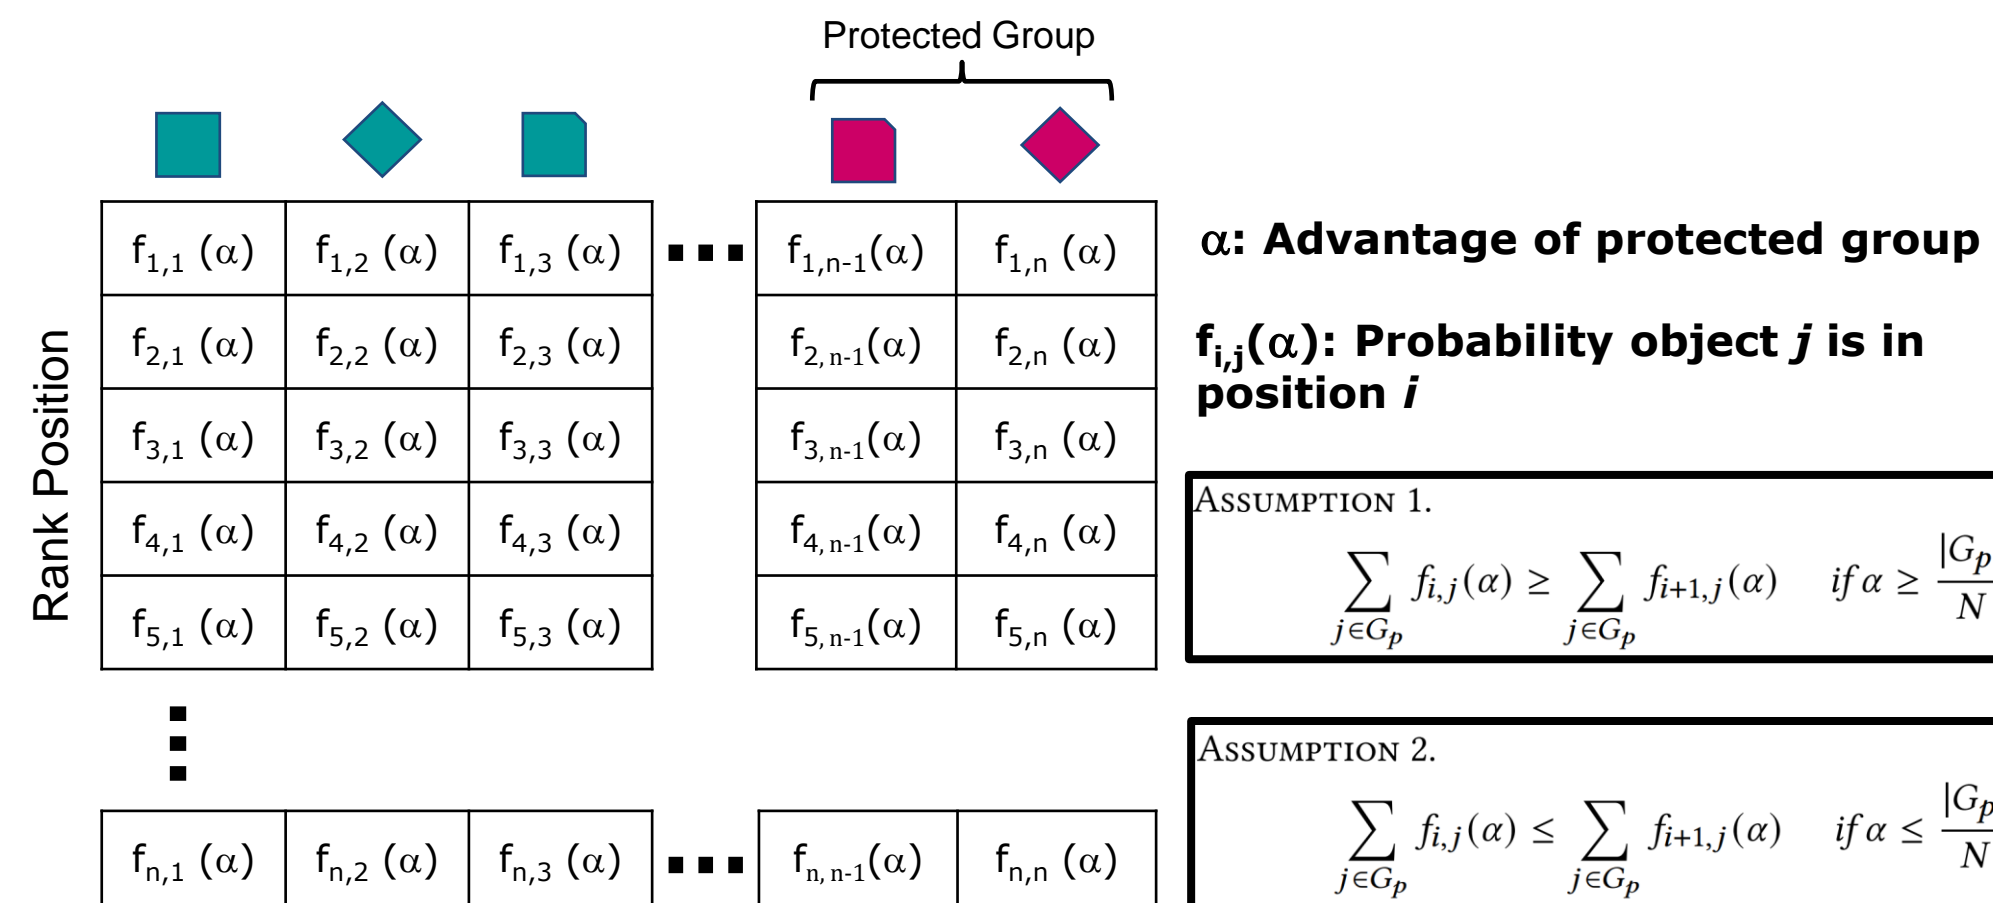 Protected Group
Rank Position
f1,1 (α) f1,2 (α) f1,3 (α) ... f1,n-1(α) f1,n (α)
f2,1 (α) f2,2 (α) f2,3 (α) f2, n-1(α) f2,n (α)
f3,1 (α) f3,2 (α) f3,3 (α) f3, n-1(α) f3,n (α)
f4,1 (α) f4,2 (α) f4,3 (α) f4, n-1(α) f4,n (α)
f5,1 (α) f5,2 (α) f5,3 (α) f5, n-1(α) f5,n (α)
fn,1 (α) fn,2 (α) fn,3 (α) ... fn, n-1(α) fn,n (α)
α: Advantage of protected group
fi,j(α): Probability object j is in
position i
Assumption 1.
∑j∈Gp fi,j(α) ≥ ∑j∈Gp fi+1,j(α) if α ≥ |Gp / N
Assumption 2.
∑j∈Gp fi,j(α) ≤ ∑j∈Gp fi+1,j(α) if α ≤ |Gp / N